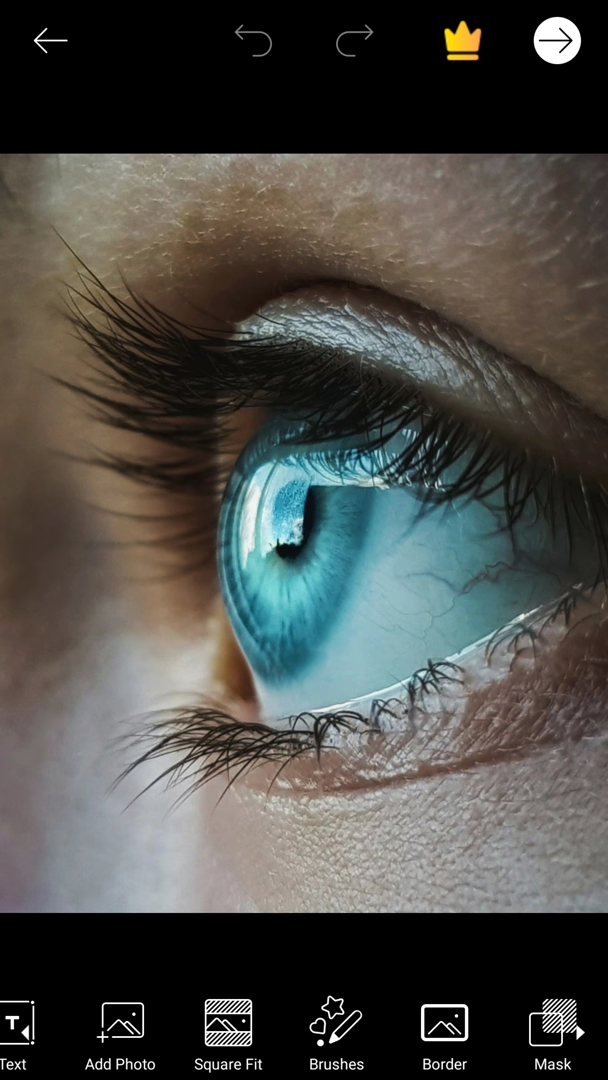 T
Text
Add Photo
Square Fit
Brushes
Border
Mask